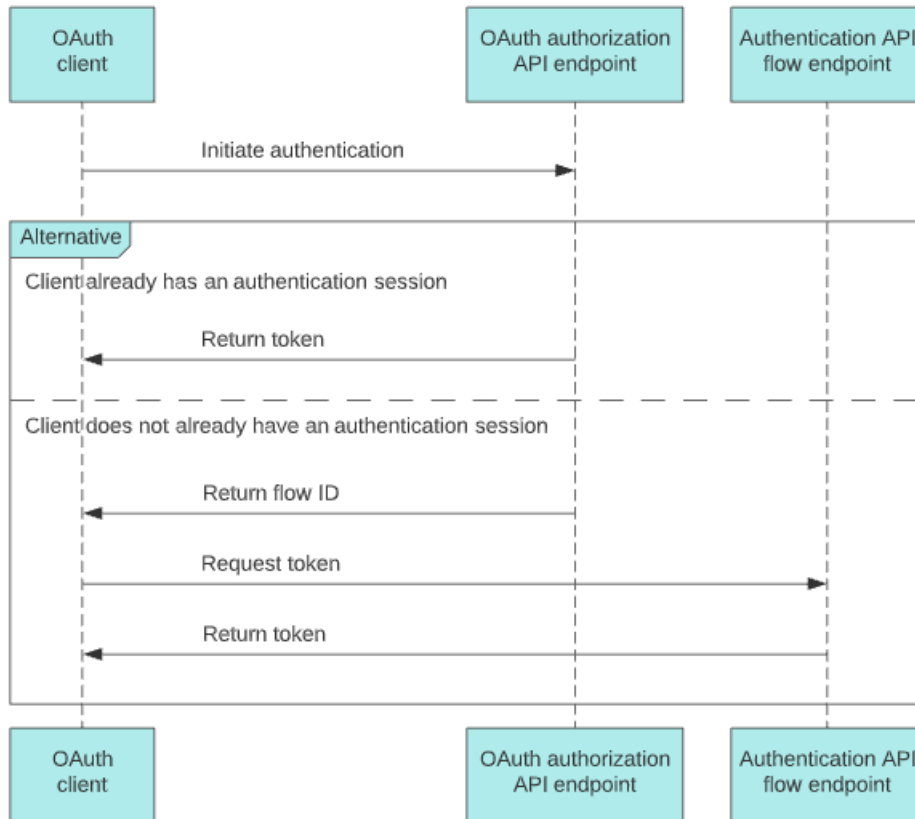 OAuth
client
OAuth authorization
API endpoint
Authentication API
flow endpoint
Initiate authentication
Alternative
Client already has an authentication session
Return token
Client does not already have an authentication session
Return flow ID
Request token
Return token
OAuth
client
OAuth authorization
API endpoint
Authentication API
flow endpoint